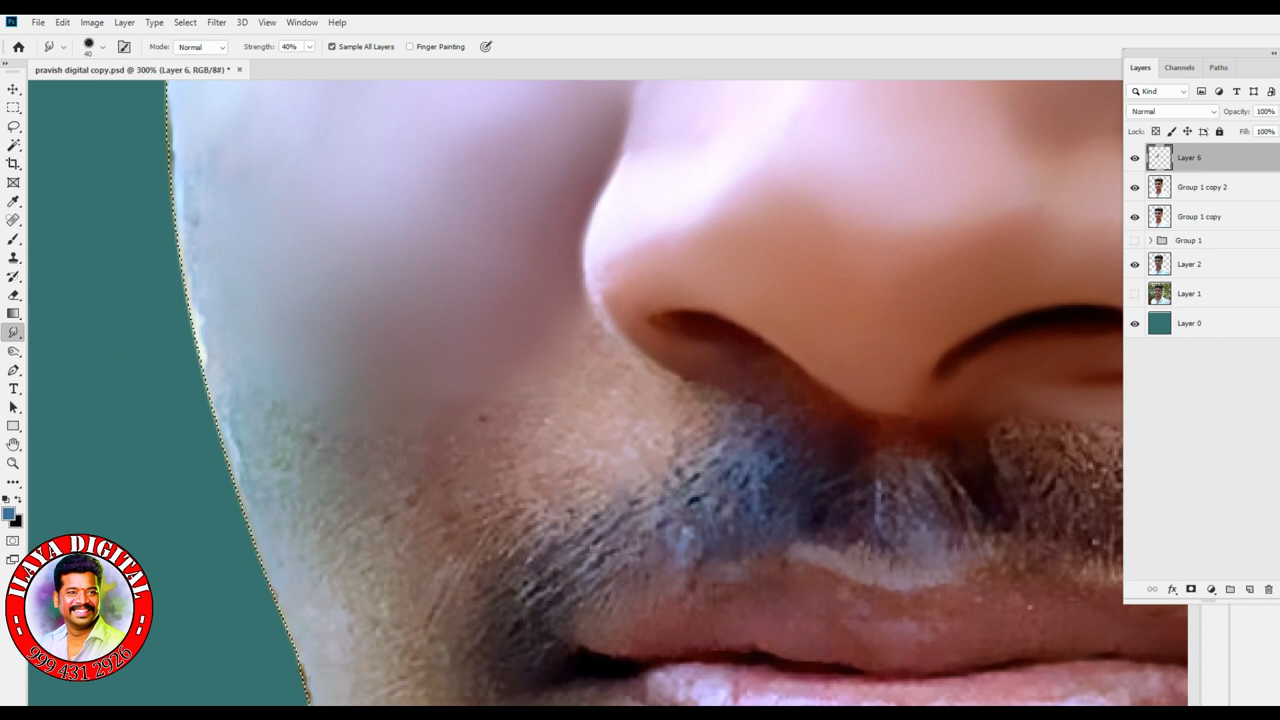 File Edit Image Layer Type Select Filter 3D View Window Help
40
Mode: Normal Strength: 40% Sample All Layers Finger Painting
pravish digital copy.psd @ 300% (Layer 6, RGB/8#) * ×
Layers Channels Paths
Kind
Normal Opacity: 100%
Lock: Fill: 100%
Layer 6
Group 1 copy 2
Group 1 copy
Group 1
Layer 2
Layer 1
Layer 0
ILAYA DIGITAL
999 431 2926